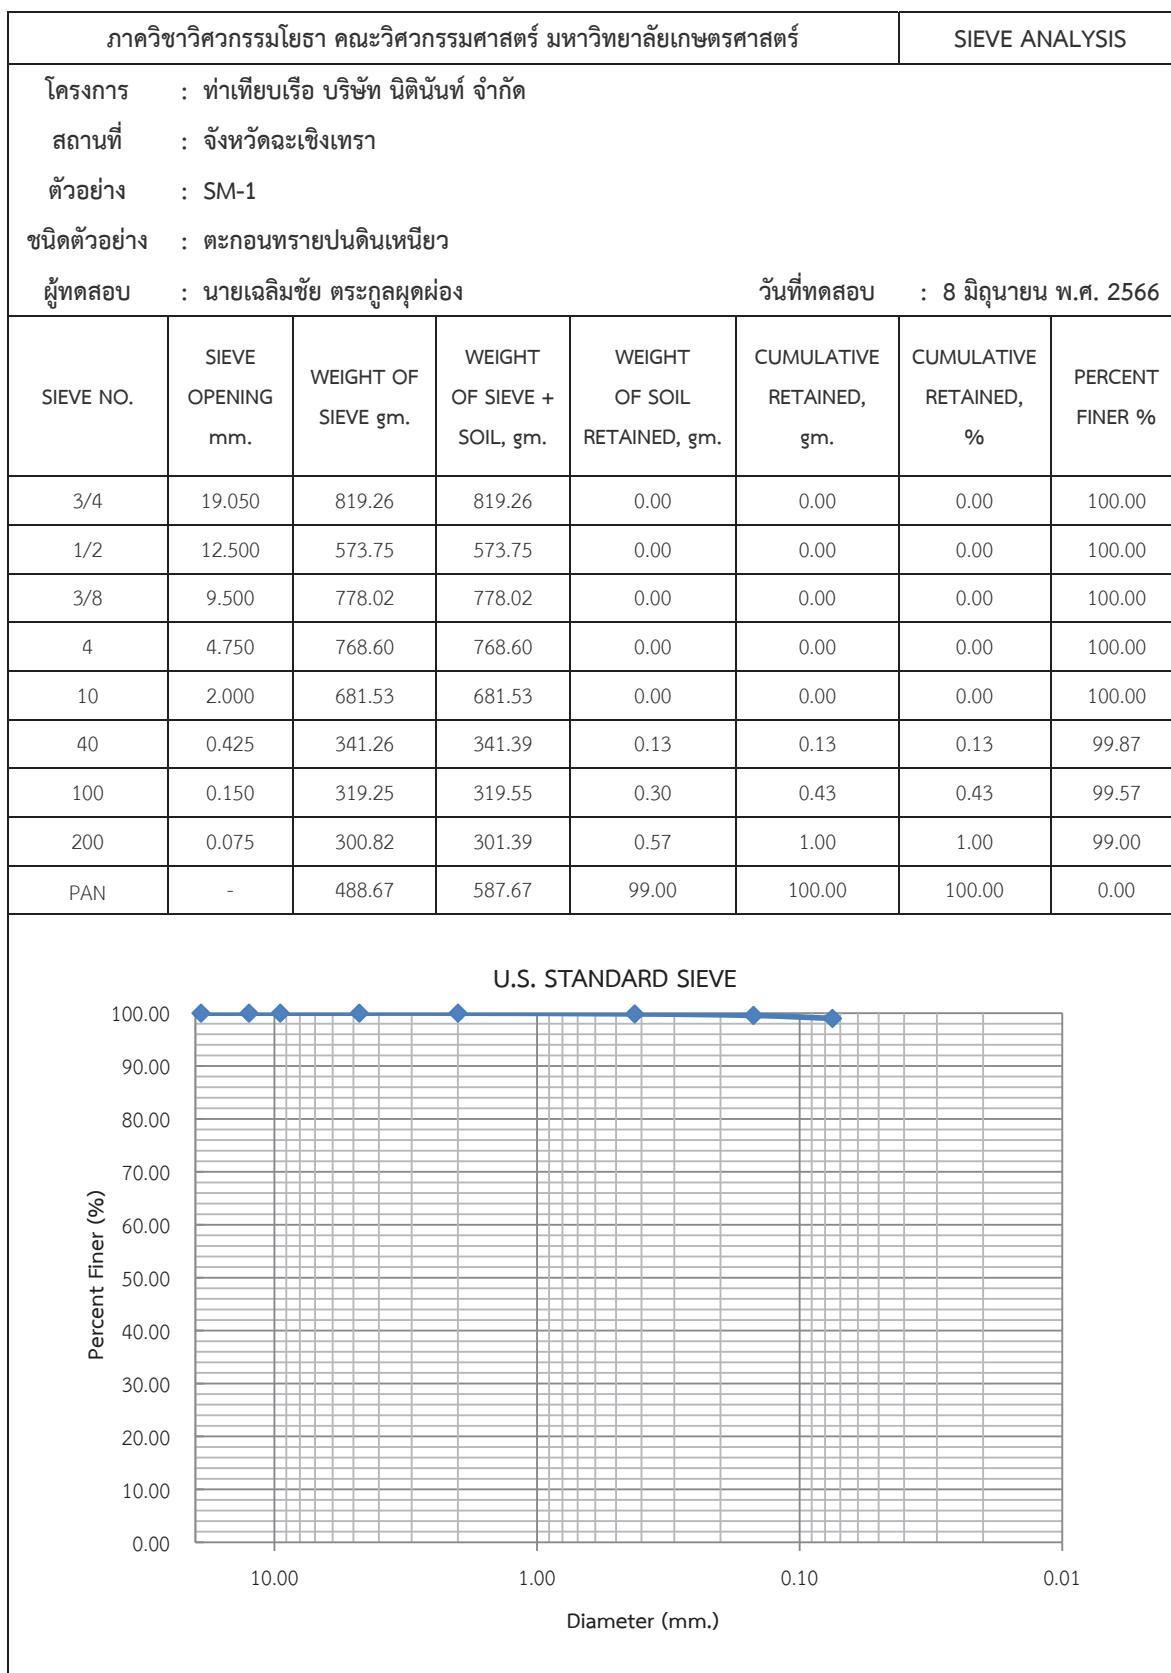 ภาควิชาวิศวกรรมโยธา คณะวิศวกรรมศาสตร์ มหาวิทยาลัยเกษตรศาสตร์ SIEVE ANALYSIS
โครงการ : ท่าเทียบเรือ บริษัท นิตินันท์ จำกัด
สถานที่ : จังหวัดฉะเชิงเทรา
ตัวอย่าง : SM-1
ชนิดตัวอย่าง : ตะกอนทรายปนดินเหนียว
ผู้ทดสอบ : นายเฉลิมชัย ตระกูลผุดผ่อง วันที่ทดสอบ : 8 มิถุนายน พ.ศ. 2566
SIEVE NO. SIEVE OPENING mm. WEIGHT OF SIEVE gm. WEIGHT OF SIEVE + SOIL, gm. WEIGHT OF SOIL RETAINED, gm. CUMULATIVE RETAINED, gm. CUMULATIVE RETAINED, % PERCENT FINER %
3/4 19.050 819.26 819.26 0.00 0.00 0.00 100.00
1/2 12.500 573.75 573.75 0.00 0.00 0.00 100.00
3/8 9.500 778.02 778.02 0.00 0.00 0.00 100.00
4 4.750 768.60 768.60 0.00 0.00 0.00 100.00
10 2.000 681.53 681.53 0.00 0.00 0.00 100.00
40 0.425 341.26 341.39 0.13 0.13 0.13 99.87
100 0.150 319.25 319.55 0.30 0.43 0.43 99.57
200 0.075 300.82 301.39 0.57 1.00 1.00 99.00
PAN - 488.67 587.67 99.00 100.00 100.00 0.00
U.S. STANDARD SIEVE
100.00
90.00
80.00
70.00
60.00
50.00
40.00
30.00
20.00
10.00
0.00
Percent Finer (%)
10.00 1.00 0.10 0.01
Diameter (mm.)